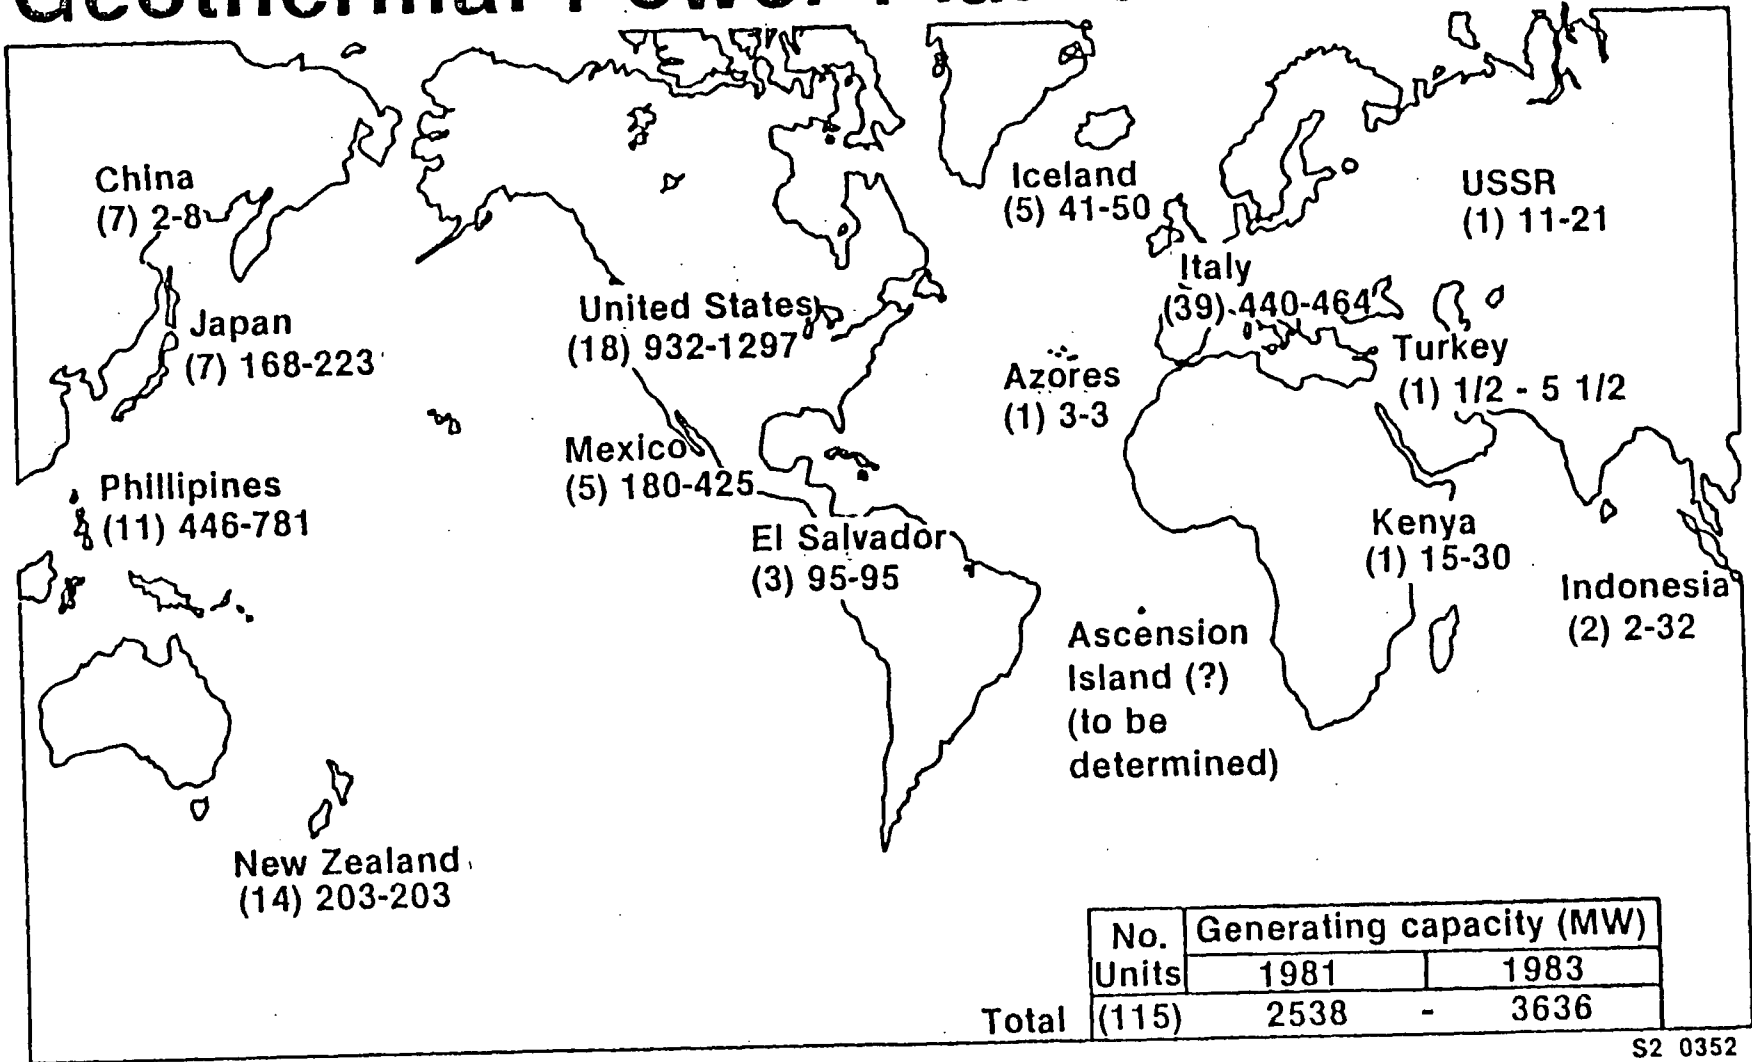 Geothermal Power
China
(7) 2-8
Japan
(7) 168-223
Phillipines
(11) 446-781
New Zealand
(14) 203-203
United States
(18) 932-1297
Mexico
(5) 180-425
El Salvador
(3) 95-95
Iceland
(5) 41-50
Azores
(1) 3-3
Ascension
Island (?)
(to be
determined)
Italy
(39) 440-464
USSR
(1) 11-21
Turkey
(1) 1/2 - 5 1/2
Kenya
(1) 15-30
Indonesia
(2) 2-32
No. Units Generating capacity (MW)
1981 1983
Total (115) 2538 - 3636
S2 0352